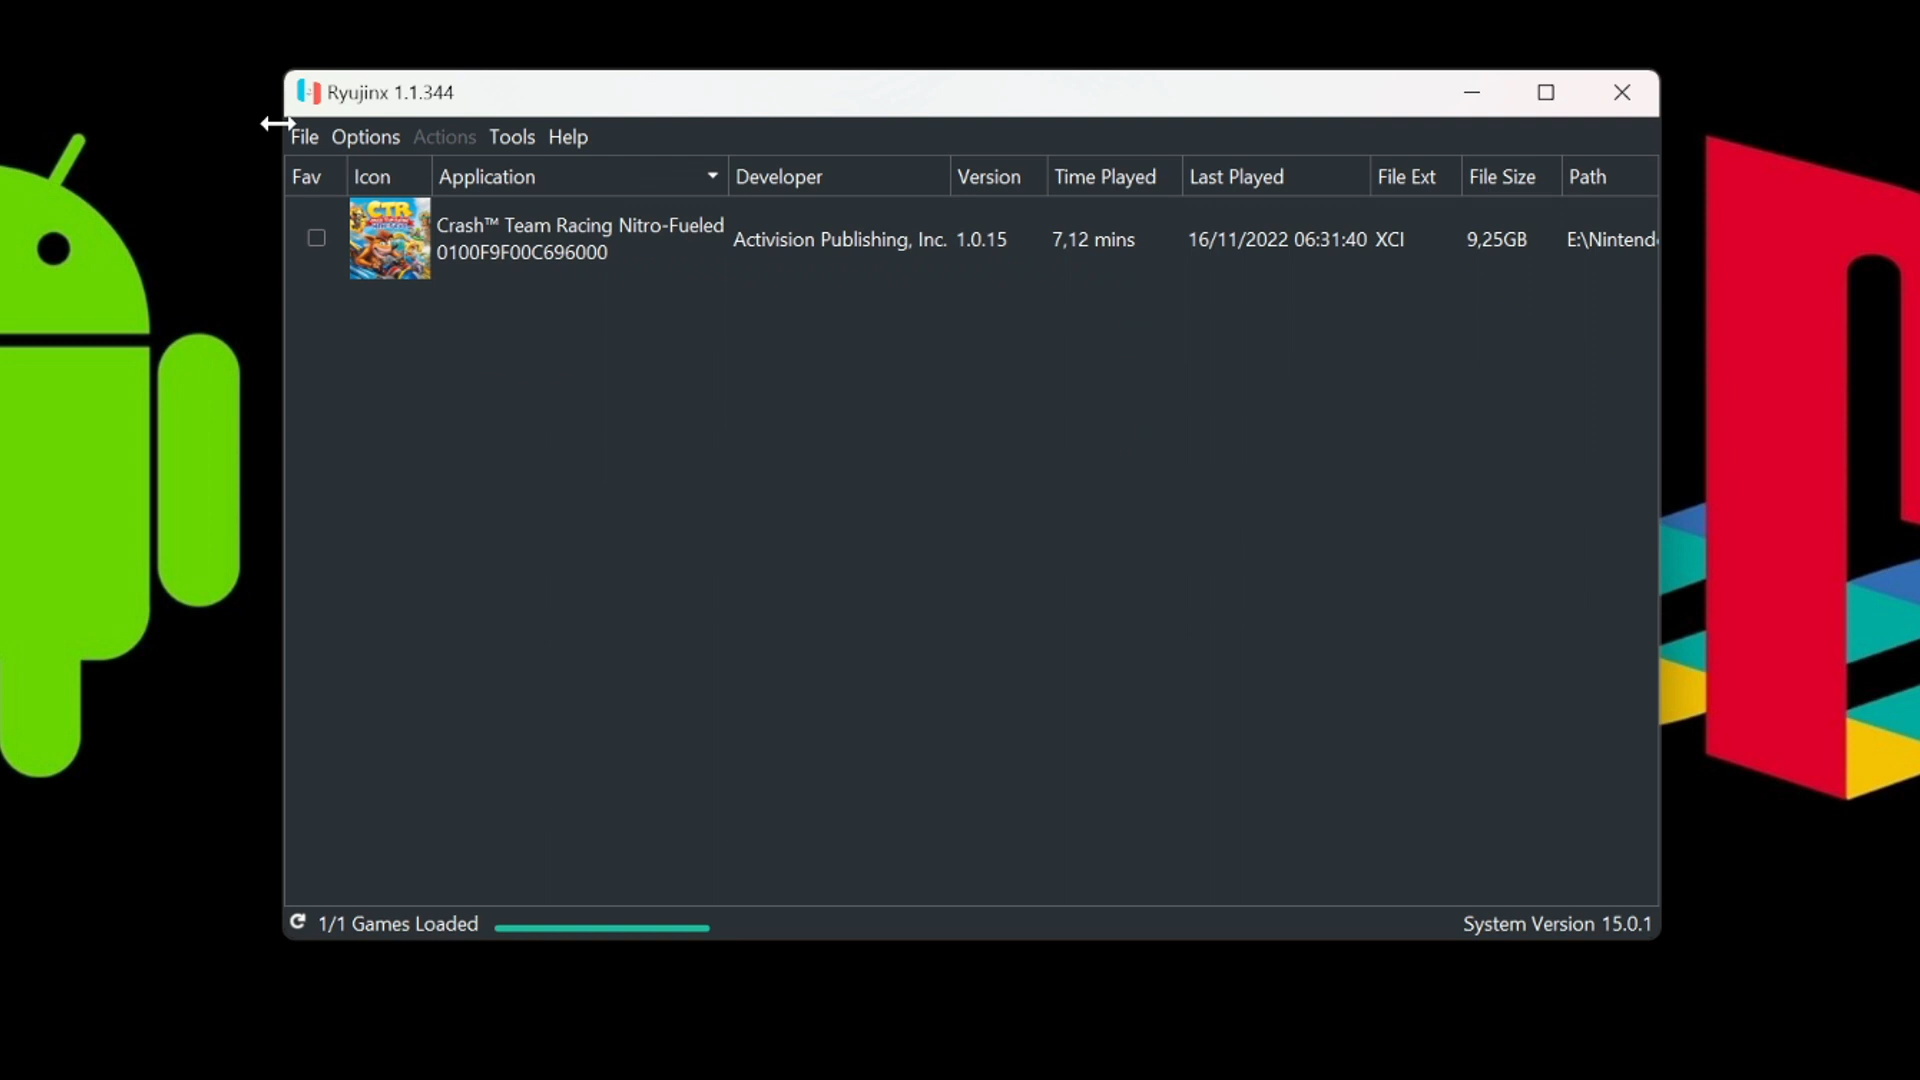 Ryujinx 1.1.344
File Options Actions Tools Help
Fav Icon Application Developer Version Time Played Last Played File Ext File Size Path
CTR
Crash™ Team Racing Nitro-Fueled
0100F9F00C696000
Activision Publishing, Inc. 1.0.15 7,12 mins 16/11/2022 06:31:40 XCI 9,25GB E:\Nintend
1/1 Games Loaded
System Version 15.0.1